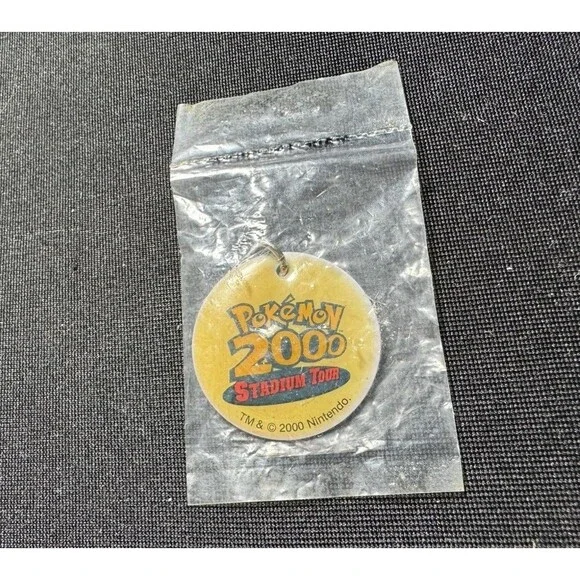 POKéMON
2000
STADIUM TOUR
TM & © 2000 Nintendo.